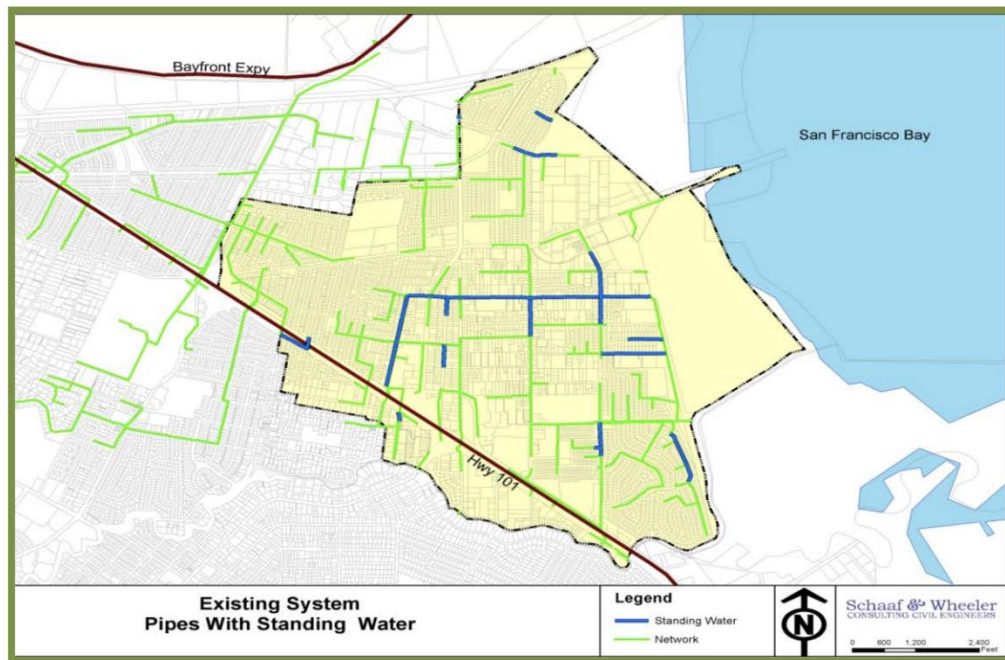 Bayfront Expy
San Francisco Bay
Hwy 101
Existing System
Pipes With Standing Water
Legend
Standing Water
Network
N
Schaaf & Wheeler
CONSULTING CIVIL ENGINEERS
0 600 1,200 2,400
Feet